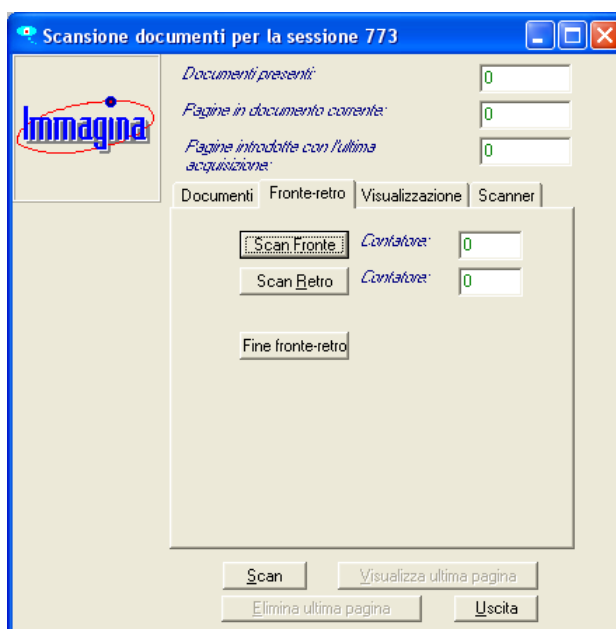 Scansione documenti per la sessione 773
Immagina
Documenti presenti: 0
Pagine in documento corrente: 0
Pagine introdotte con l'ultima
acquisizione: 0
Documenti Fronte-retro Visualizzazione Scanner
Scan Fronte Contatore: 0
Scan Retro Contatore: 0
Fine fronte-retro
Scan Visualizza ultima pagina
Elimina ultima pagina Uscita